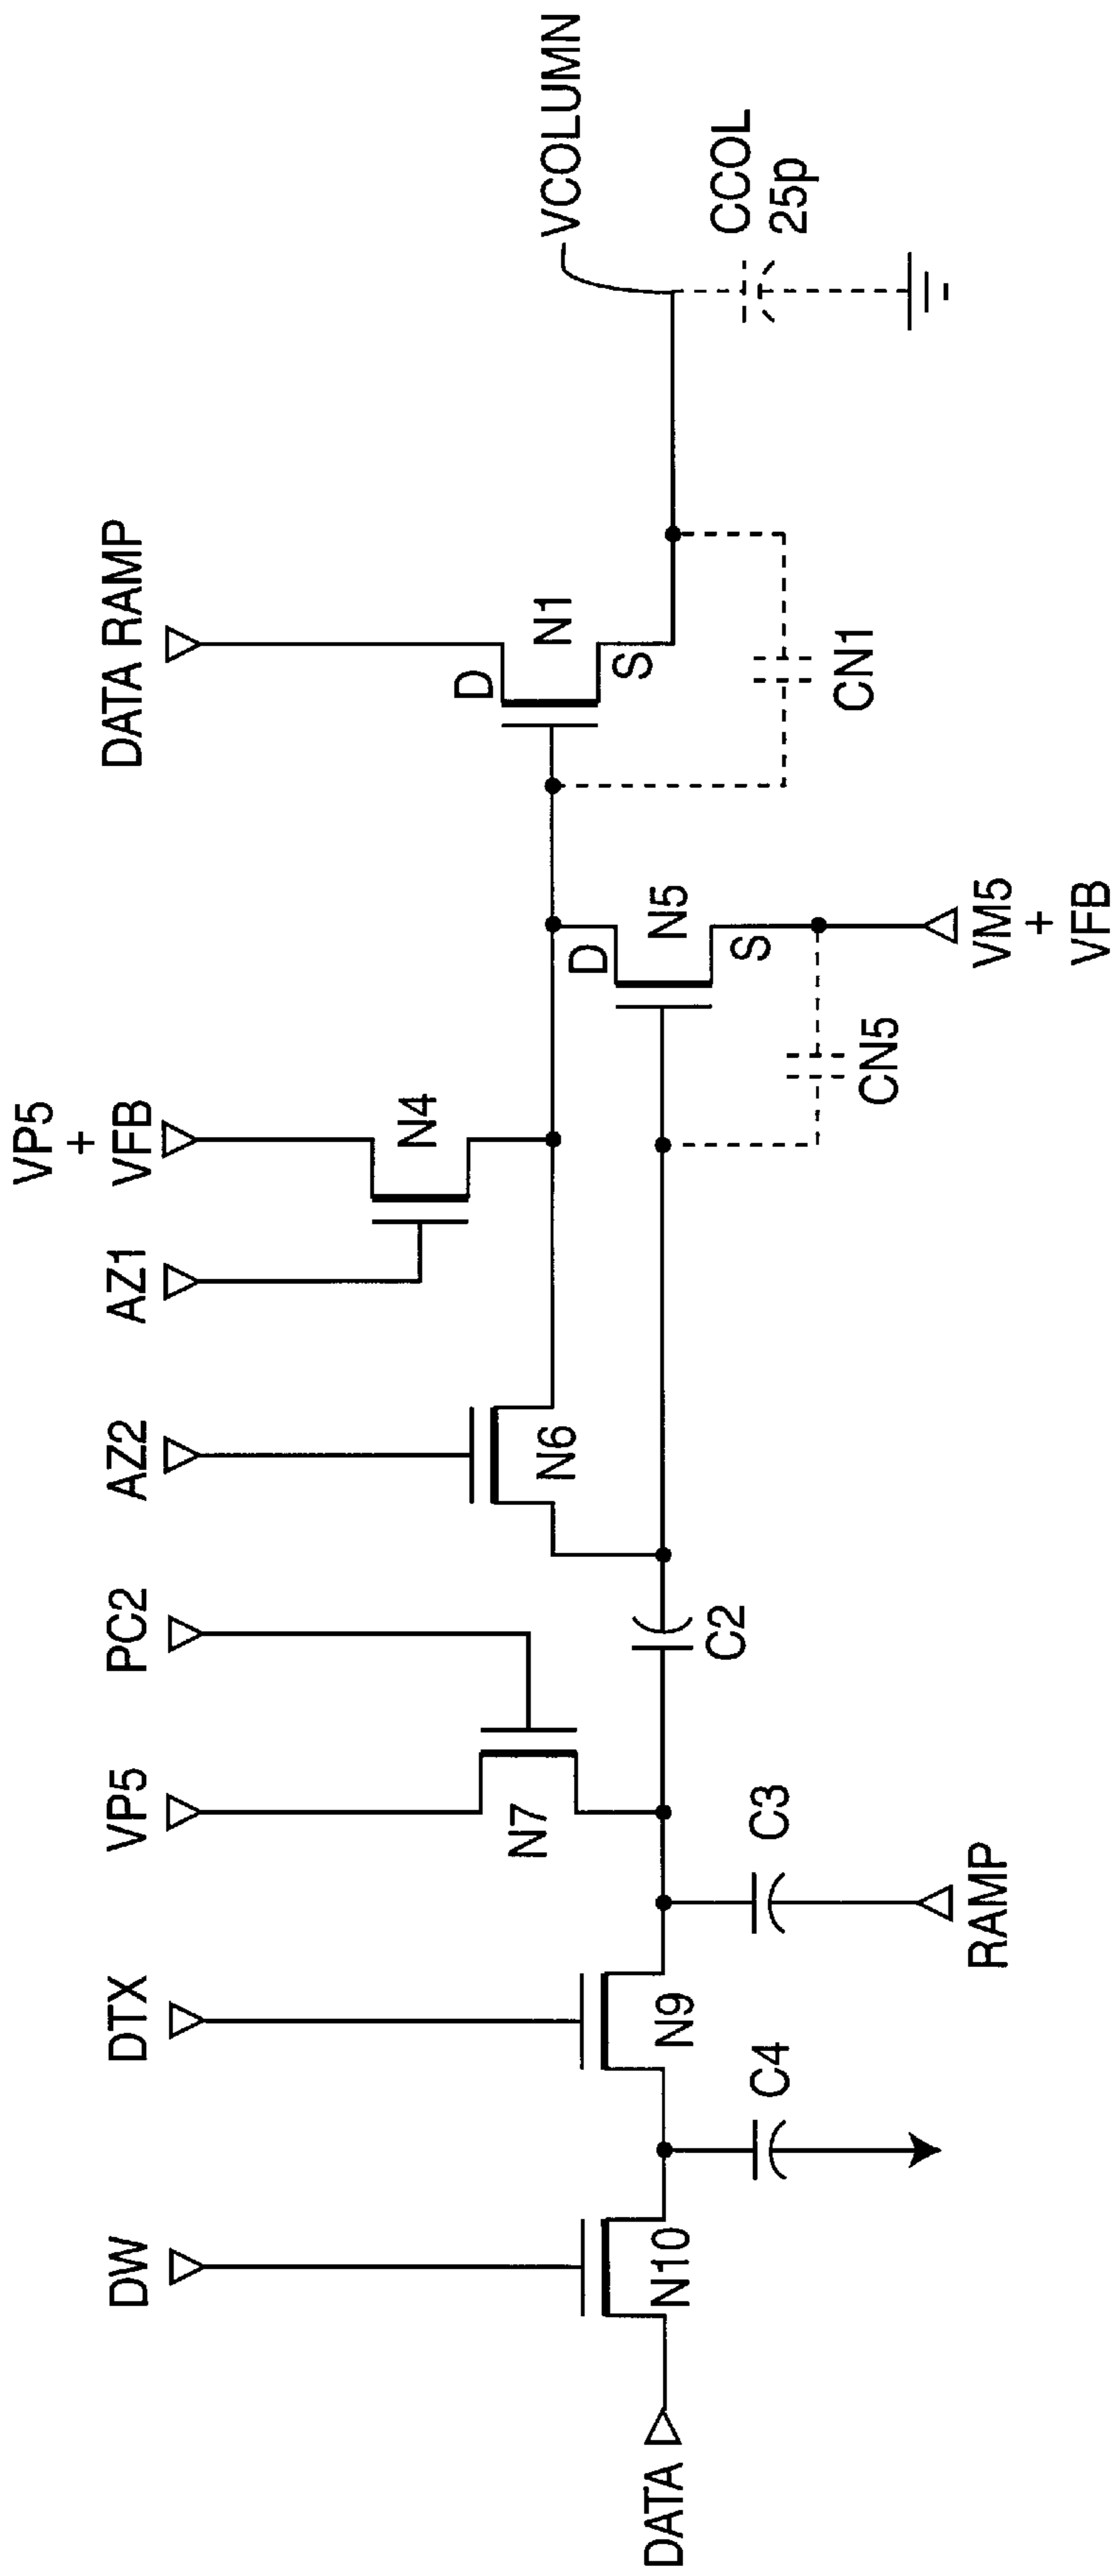 DATA
DW
N10
C4
DTX
N9
C3
RAMP
VP5
N7
PC2
C2
AZ2
N6
AZ1
VP5
+
VFB
N4
CN5
D
N5
S
VM5
+
VFB
DATA RAMP
D
N1
S
CN1
VCOLUMN
CCOL
25p